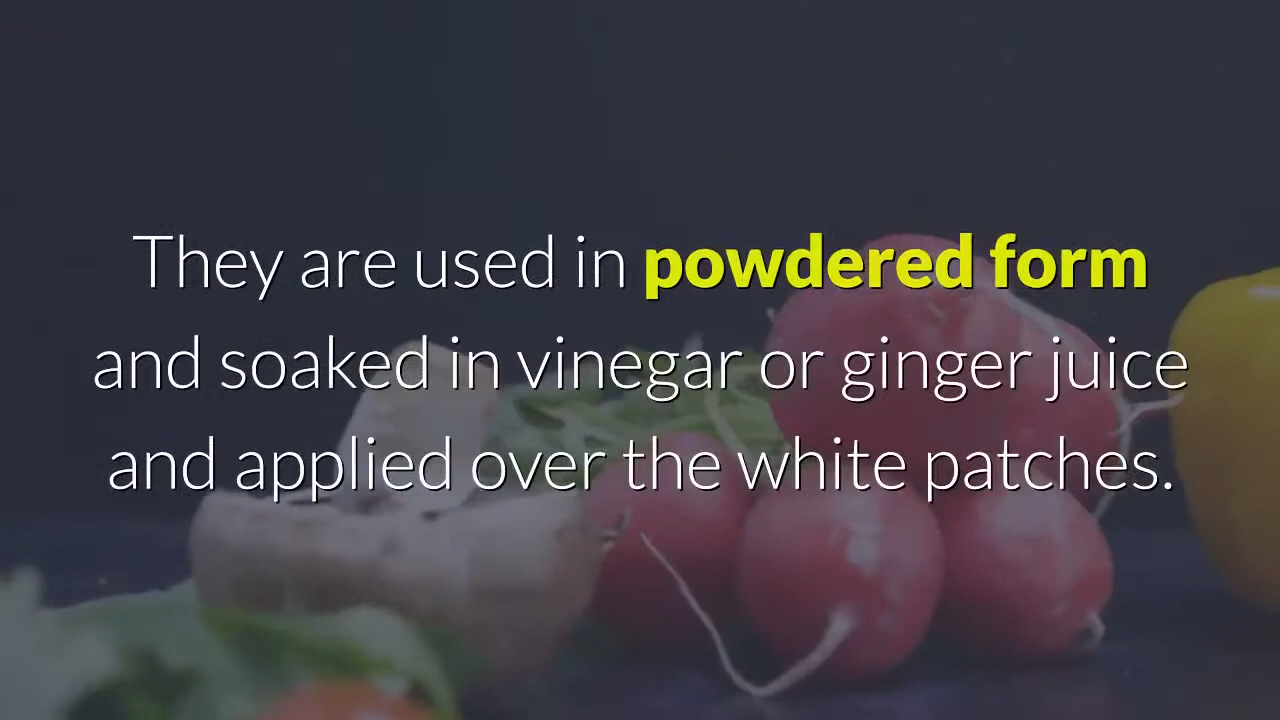 They are used in powdered form
and soaked in vinegar or ginger juice
and applied over the white patches.